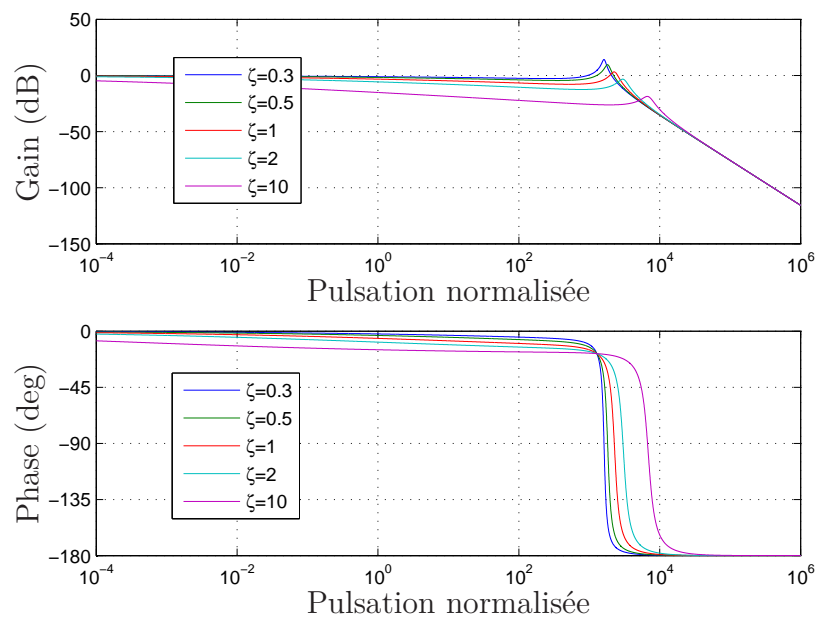 50
0
−50
−100
−150
Gain (dB)
ζ=0.3
ζ=0.5
ζ=1
ζ=2
ζ=10
10^−4
10^−2
10^0
10^2
10^4
10^6
Pulsation normalisée
0
−45
−90
−135
−180
Phase (deg)
ζ=0.3
ζ=0.5
ζ=1
ζ=2
ζ=10
10^−4
10^−2
10^0
10^2
10^4
10^6
Pulsation normalisée